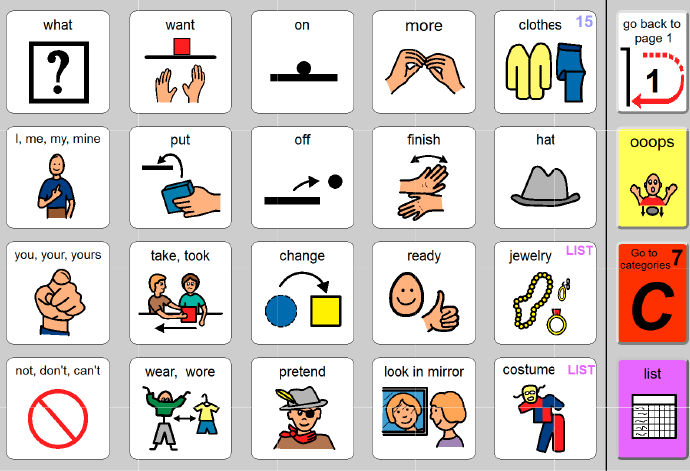 what
want
on
more
clothes 15
go back to
page 1
1
I, me, my, mine
put
off
finish
hat
ooops
you, your, yours
take, took
change
ready
jewelry LIST
Go to
categories 7
C
not, don't, can't
wear, wore
pretend
look in mirror
costume LIST
list